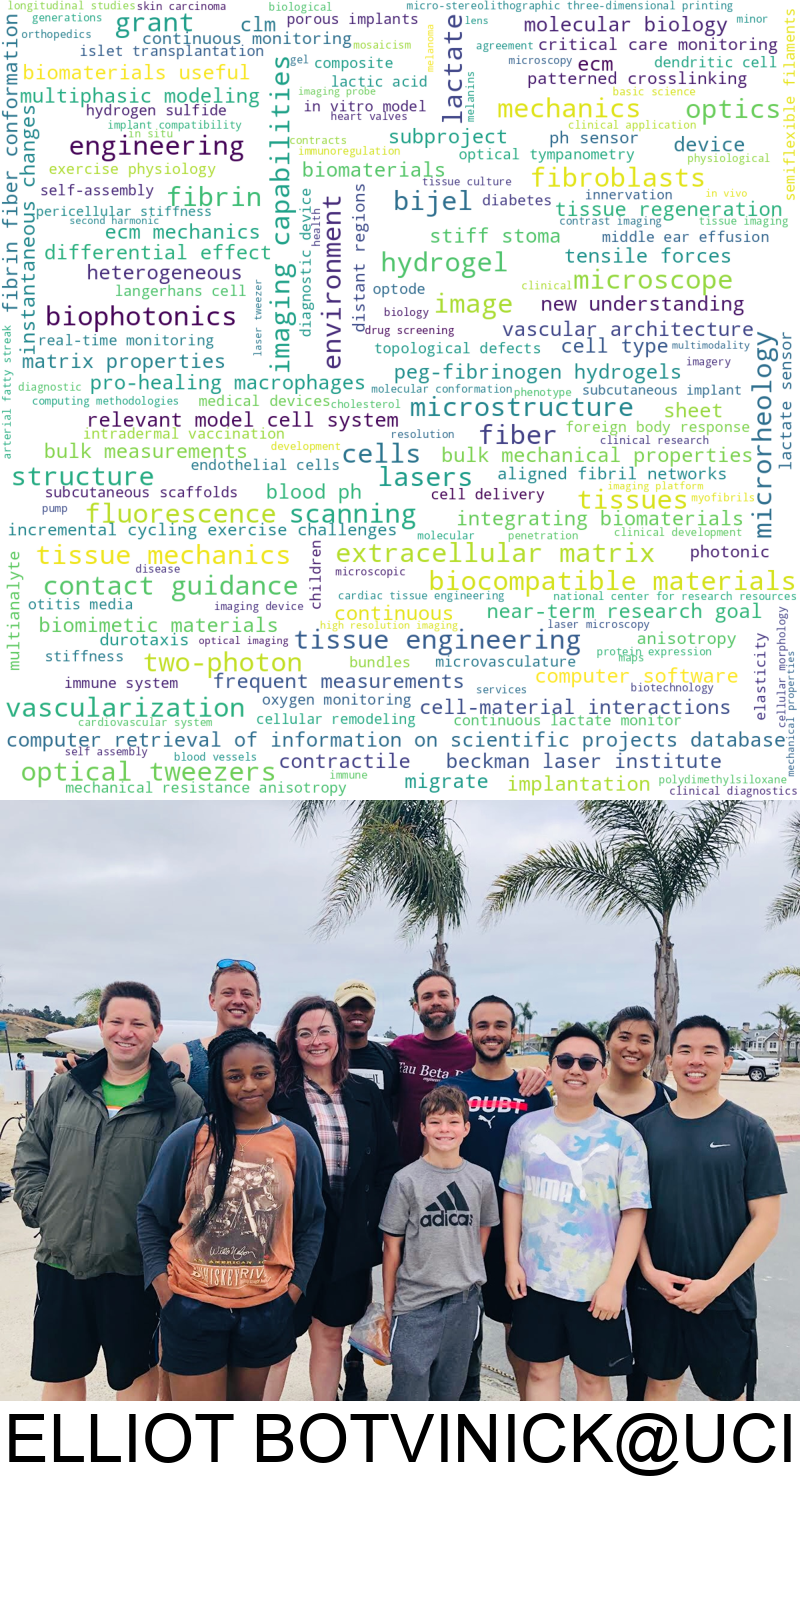 longitudinal studies skin carcinoma biological micro-stereolithographic three-dimensional printing
generations grant clm porous implants lactate lens molecular biology minor
orthopedics continuous monitoring mosaicism melanoma agreement critical care monitoring
islet transplantation gel composite microscopy ecm dendritic cell
biomaterials useful lactic acid melanins patterned crosslinking
multiphasic modeling imaging probe basic science
hydrogen sulfide in vitro model mechanics optics
implant compatibility heart valves clinical application
in situ contracts subproject ph sensor device
engineering immunoregulation optical tympanometry physiological
exercise physiology biomaterials fibroblasts
self-assembly fibrin tissue culture bijel diabetes innervation in vivo
pericellular stiffness tissue regeneration
second harmonic contrast imaging tissue imaging
ecm mechanics stiff stoma middle ear effusion
differential effect hydrogel tensile forces
heterogeneous microscope
langerhans cell optode clinical
biophotonics biology image new understanding
real-time monitoring drug screening vascular architecture
matrix properties topological defects cell type multimodality
imagery
diagnostic pro-healing macrophages peg-fibrinogen hydrogels
molecular conformation phenotype subcutaneous implant
computing methodologies medical devices cholesterol microstructure sheet
relevant model cell system foreign body response
intradermal vaccination resolution fiber clinical research
bulk measurements development cells bulk mechanical properties
structure endothelial cells lasers aligned fibril networks
subcutaneous scaffolds blood ph cell delivery imaging platform
pump fluorescence scanning tissues myofibrils
integrating biomaterials
incremental cycling exercise challenges molecular penetration clinical development
tissue mechanics extracellular matrix photonic
disease microscopic
contact guidance biocompatible materials
otitis media imaging device cardiac tissue engineering national center for research resources
biomimetic materials continuous near-term research goal
high resolution imaging laser microscopy
durotaxis optical imaging tissue engineering anisotropy
stiffness two-photon bundles microvasculature maps protein expression
immune system frequent measurements services computer software
biotechnology
vascularization oxygen monitoring cell-material interactions
cardiovascular system cellular remodeling continuous lactate monitor
computer retrieval of information on scientific projects database
self assembly blood vessels contractile beckman laser institute
optical tweezers immune migrate implantation polydimethylsiloxane
mechanical resistance anisotropy clinical diagnostics
fibrin fiber conformation
instantaneous changes
arterial fatty streak
imaging capabilities
diagnostic device
health
environment
distant regions
laser tweezer
semiflexible filaments
microrheology
lactate sensor
multianalyte
children
elasticity
cellular morphology
mechanical properties
Tau Beta
DOUBT
PUMA
adidas
Willie Nelson
AN AMERICAN
WHISKEY RIV
ELLIOT BOTVINICK@UCI